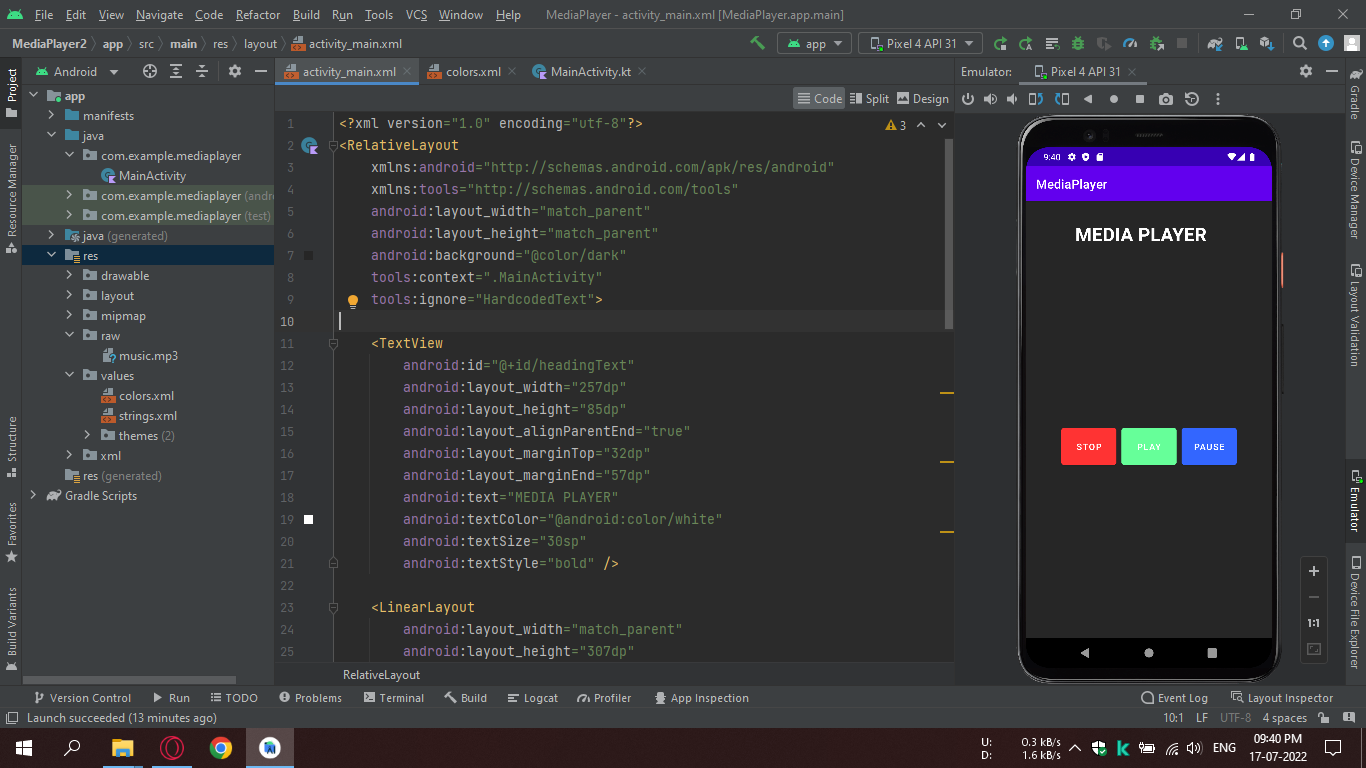 File Edit View Navigate Code Refactor Build Run Tools VCS Window Help MediaPlayer - activity_main.xml [MediaPlayer.app.main]
MediaPlayer2 app src main res layout activity_main.xml app Pixel 4 API 31
Project
Resource Manager
Structure
Favorites
Build Variants
Android
app
manifests
java
com.example.mediaplayer
MainActivity
com.example.mediaplayer (andr
com.example.mediaplayer (test)
java (generated)
res
drawable
layout
mipmap
raw
music.mp3
values
colors.xml
strings.xml
themes (2)
xml
res (generated)
Gradle Scripts
activity_main.xml colors.xml MainActivity.kt
Code Split Design
3
1 <?xml version="1.0" encoding="utf-8"?>
2 <RelativeLayout
3 xmlns:android="http://schemas.android.com/apk/res/android"
4 xmlns:tools="http://schemas.android.com/tools"
5 android:layout_width="match_parent"
6 android:layout_height="match_parent"
7 android:background="@color/dark"
8 tools:context=".MainActivity"
9 tools:ignore="HardcodedText">
10
11 <TextView
12 android:id="@+id/headingText"
13 android:layout_width="257dp"
14 android:layout_height="85dp"
15 android:layout_alignParentEnd="true"
16 android:layout_marginTop="32dp"
17 android:layout_marginEnd="57dp"
18 android:text="MEDIA PLAYER"
19 android:textColor="@android:color/white"
20 android:textSize="30sp"
21 android:textStyle="bold" />
22
23 <LinearLayout
24 android:layout_width="match_parent"
25 android:layout_height="307dp"
RelativeLayout
Emulator: Pixel 4 API 31
9:40
MediaPlayer
MEDIA PLAYER
STOP PLAY PAUSE
1:1
Gradle
Device Manager
Layout Validation
Emulator
Device File Explorer
Version Control Run TODO Problems Terminal Build Logcat Profiler App Inspection Event Log Layout Inspector
Launch succeeded (13 minutes ago) 10:1 LF UTF-8 4 spaces
U: 0.3 kB/s
D: 1.6 kB/s
ENG
09:40 PM
17-07-2022